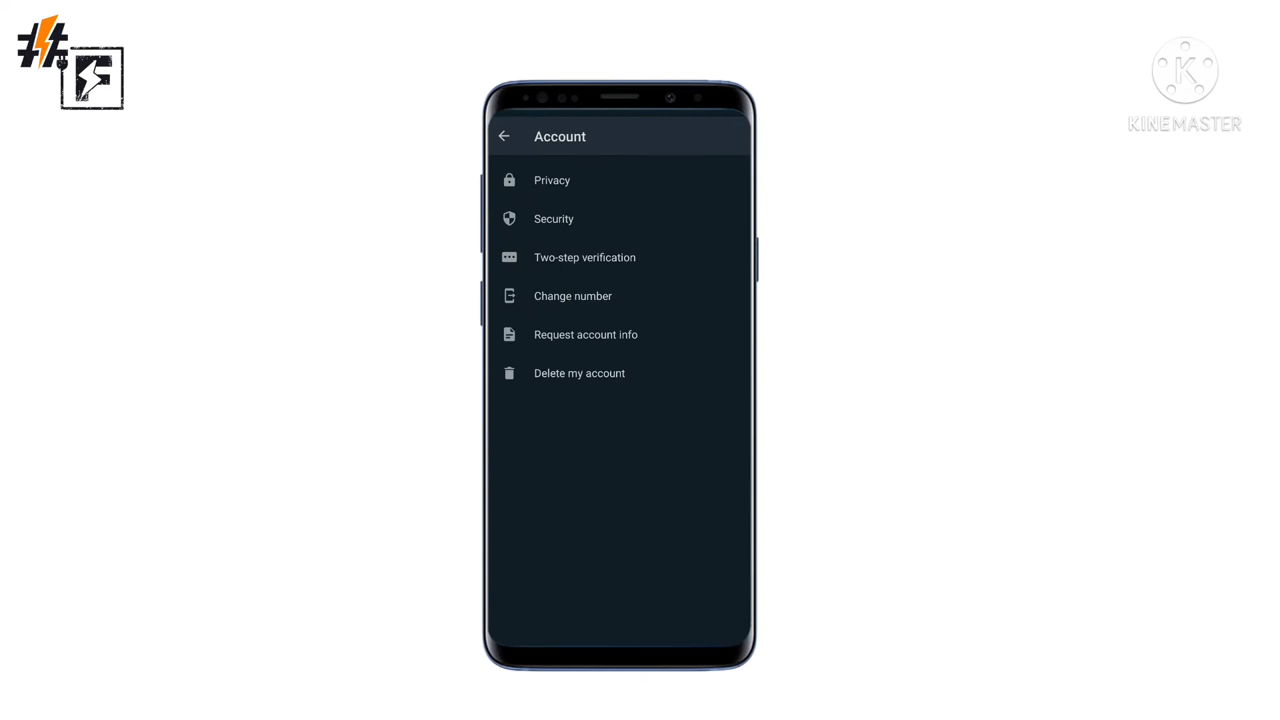 #F
K
KINEMASTER
Account
Privacy
Security
Two-step verification
Change number
Request account info
Delete my account